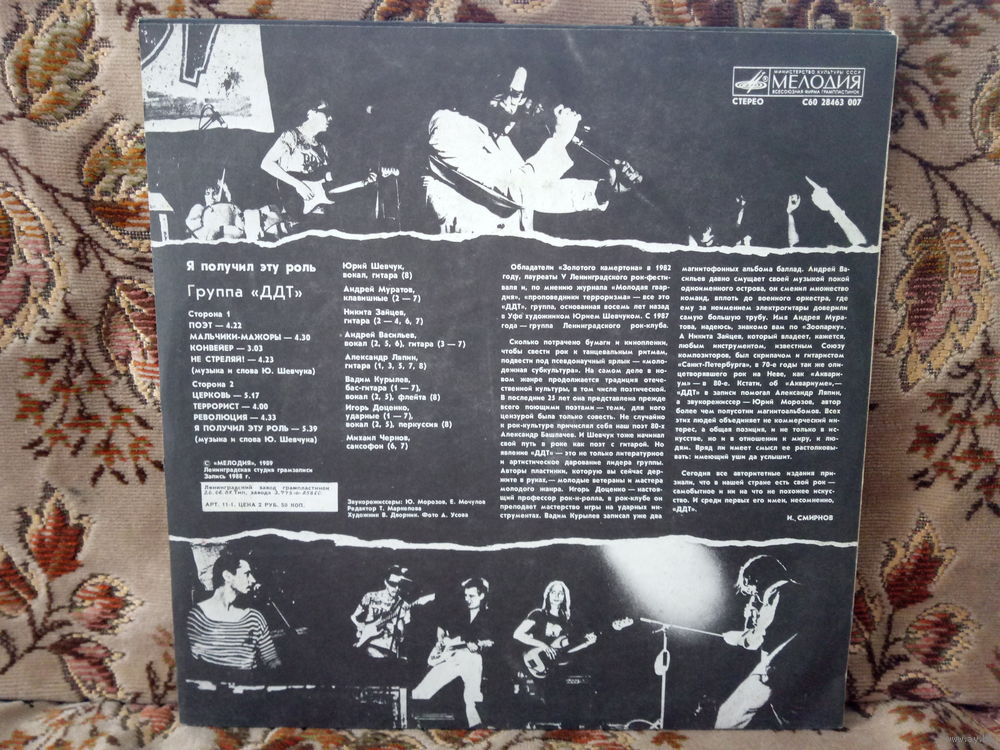 МИНИСТЕРСТВО КУЛЬТУРЫ СССР
МЕЛОДИЯ
ВСЕСОЮЗНАЯ ФИРМА ГРАМПЛАСТИНОК
СТЕРЕО
С60 28463 007
Я получил эту роль
Группа «ДДТ»
Сторона 1
ПОЭТ — 4.22
МАЛЬЧИКИ-МАЖОРЫ — 4.30
КОНВЕЙЕР — 3.03
НЕ СТРЕЛЯЙ! — 4.23
(музыка и слова Ю. Шевчука)
Сторона 2
ЦЕРКОВЬ — 5.17
ТЕРРОРИСТ — 4.00
РЕВОЛЮЦИЯ — 4.33
Я ПОЛУЧИЛ ЭТУ РОЛЬ — 5.39
(музыка и слова Ю. Шевчука)
© «МЕЛОДИЯ», 1989
Ленинградская студия грамзаписи
Запись 1988 г.
Ленинградский завод грампластинок
Тип. завода
АРТ. 11-1. ЦЕНА 2 РУБ. 50 КОП.
Юрий Шевчук,
вокал, гитара (8)
Андрей Муратов,
клавишные (2 — 7)
Никита Зайцев,
гитара (2 — 4, 6, 7)
Андрей Васильев,
вокал (2, 5, 6), гитара (3 — 7)
Александр Ляпин,
гитара (1, 3, 5, 7, 8)
Вадим Курылев,
бас-гитара (1 — 7),
вокал (2, 5), флейта (8)
Игорь Доценко,
ударные (1 — 7),
вокал (2, 5), перкуссия (8)
Михаил Чернов,
саксофон (6, 7)
Звукорежиссеры: Ю. Морозов, Е. Мочулов
Редактор Т. Маркелова
Художник В. Дворник. Фото А. Усова
Обладатели «Золотого камертона» в 1982
году, лауреаты V Ленинградского рок-фести-
валя и, по мнению журнала «Молодая гвар-
дия», «проповедники терроризма» — все это
«ДДТ», группа, основанная восемь лет назад
в Уфе художником Юрием Шевчуком. С 1987
года — группа Ленинградского рок-клуба.
Сколько потрачено бумаги и кинопленки,
чтобы свести рок к танцевальным ритмам,
подвести под псевдонаучный ярлык — «моло-
дежная субкультура». На самом деле в но-
вом жанре продолжается традиция отечест-
венной культуры, в том числе поэтической.
В последние 25 лет она представлена прежде
всего поющими поэтами — теми, для кого
цензурой была только совесть. Не случайно
к рок-культуре причислял себя наш поэт 80-х
Александр Башлачев. И Шевчук тоже начинал
свой путь в роке как поэт с гитарой. Но
явление «ДДТ» — это не только литературное
и артистическое дарование лидера группы.
Авторы пластинки, которую вы сейчас дер-
жите в руках, — молодые ветераны и мастера
молодого жанра. Игорь Доценко — настоя-
щий профессор рок-н-ролла, в рок-клубе он
преподает мастерство игры на ударных ин-
струментах. Вадим Курылев записал уже два
магнитофонных альбома баллад. Андрей Ва-
сильев давно смущает своей музыкой покой
одноименного острова, он сменил множество
команд, вплоть до военного оркестра, где
ему за неимением электрогитары доверили
самую большую трубу. Имя Андрея Мура-
това, надеюсь, знакомо вам по «Зоопарку».
А Никита Зайцев, который владеет, кажется,
любым инструментом, известным Союзу
композиторов, был скрипачом и гитаристом
«Санкт-Петербурга», в 70-е годы так же оли-
цетворявшего рок на Неве, как «Аквари-
ум» — в 80-е. Кстати, об «Аквариуме», —
«ДДТ» в записи помогал Александр Ляпин,
а звукорежиссер — Юрий Морозов, автор
более чем полусотни магнитоальбомов. Всех
этих людей объединяет не коммерческий ин-
терес, а общая позиция, и не только в ис-
кусстве, но и в отношении к миру, к лю-
дям. Вряд ли имеет смысл ее растолковы-
вать: имеющий уши да услышит.
Сегодня все авторитетные издания при-
знали, что в нашей стране есть свой рок —
самобытное и ни на что не похожее искус-
ство. И среди первых его имен, несомненно,
«ДДТ».
И. СМИРНОВ